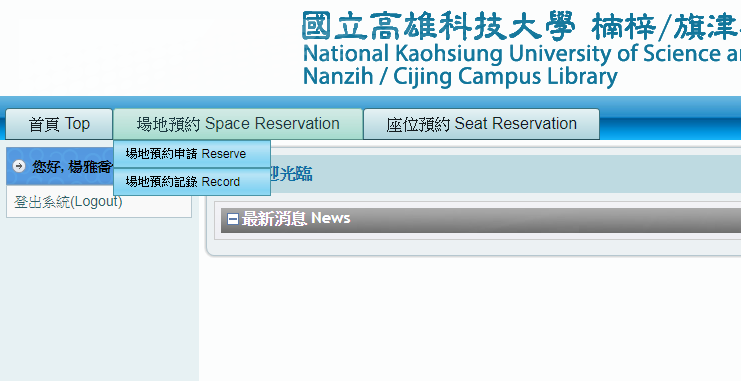 國立高雄科技大學 楠梓/旗津
National Kaohsiung University of Science
Nanzih / Cijing Campus Library
首頁 Top
場地預約 Space Reservation
座位預約 Seat Reservation
場地預約申請 Reserve
場地預約記錄 Record
您好, 楊雅喬
迎光臨
登出系統(Logout)
最新消息 News